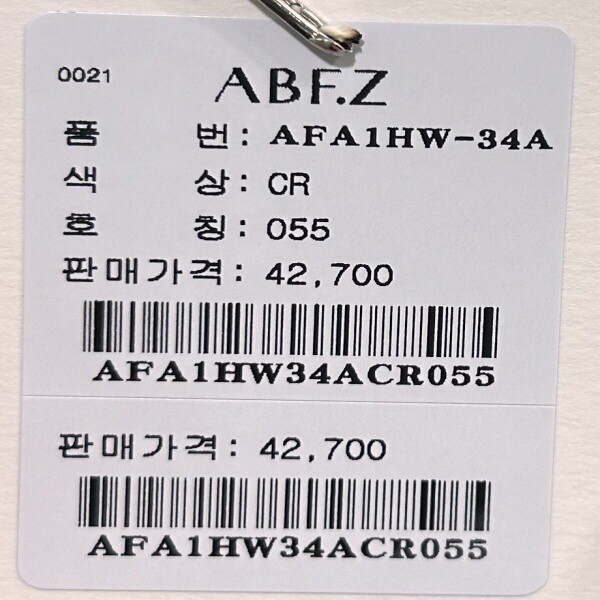 0021 ABF.Z
품 번: AFA1HW-34A
색 상: CR
호 칭: 055
판매가격: 42,700
AFA1HW34ACR055
판매가격: 42,700
AFA1HW34ACR055